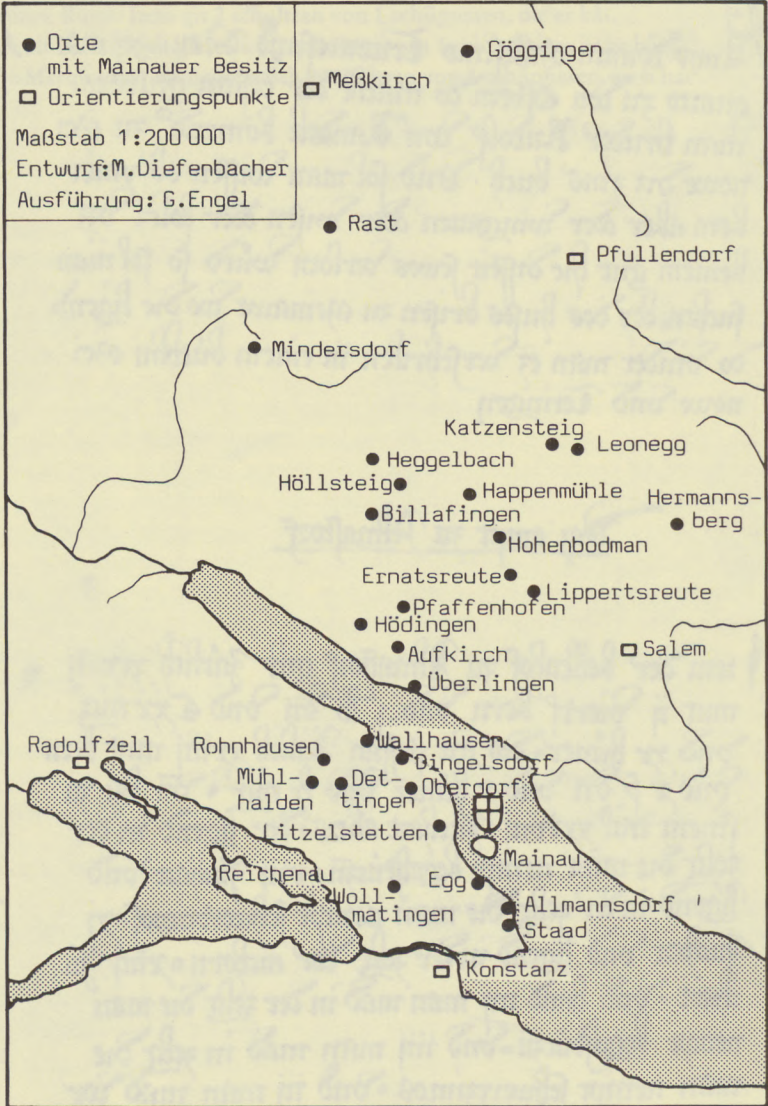 Orte
mit Mainauer Besitz
Orientierungspunkte
Maßstab 1:200 000
Entwurf:M.Diefenbacher
Ausführung: G.Engel
Göggingen
Meßkirch
Rast
Pfullendorf
Mindersdorf
Katzensteig
Leonegg
Heggelbach
Höllsteig
Happenmühle
Hermanns-
berg
Billafingen
Hohenbodman
Ernatsreute
Lippertsreute
Pfaffenhofen
Hödingen
Aufkirch
Salem
Überlingen
Wallhausen
Radolfzell
Rohnhausen
Dingelsdorf
Mühl-
halden
Det-
tingen
Oberdorf
Litzelstetten
Mainau
Reichenau
Egg
Woll-
matingen
Allmannsdorf
Staad
Konstanz